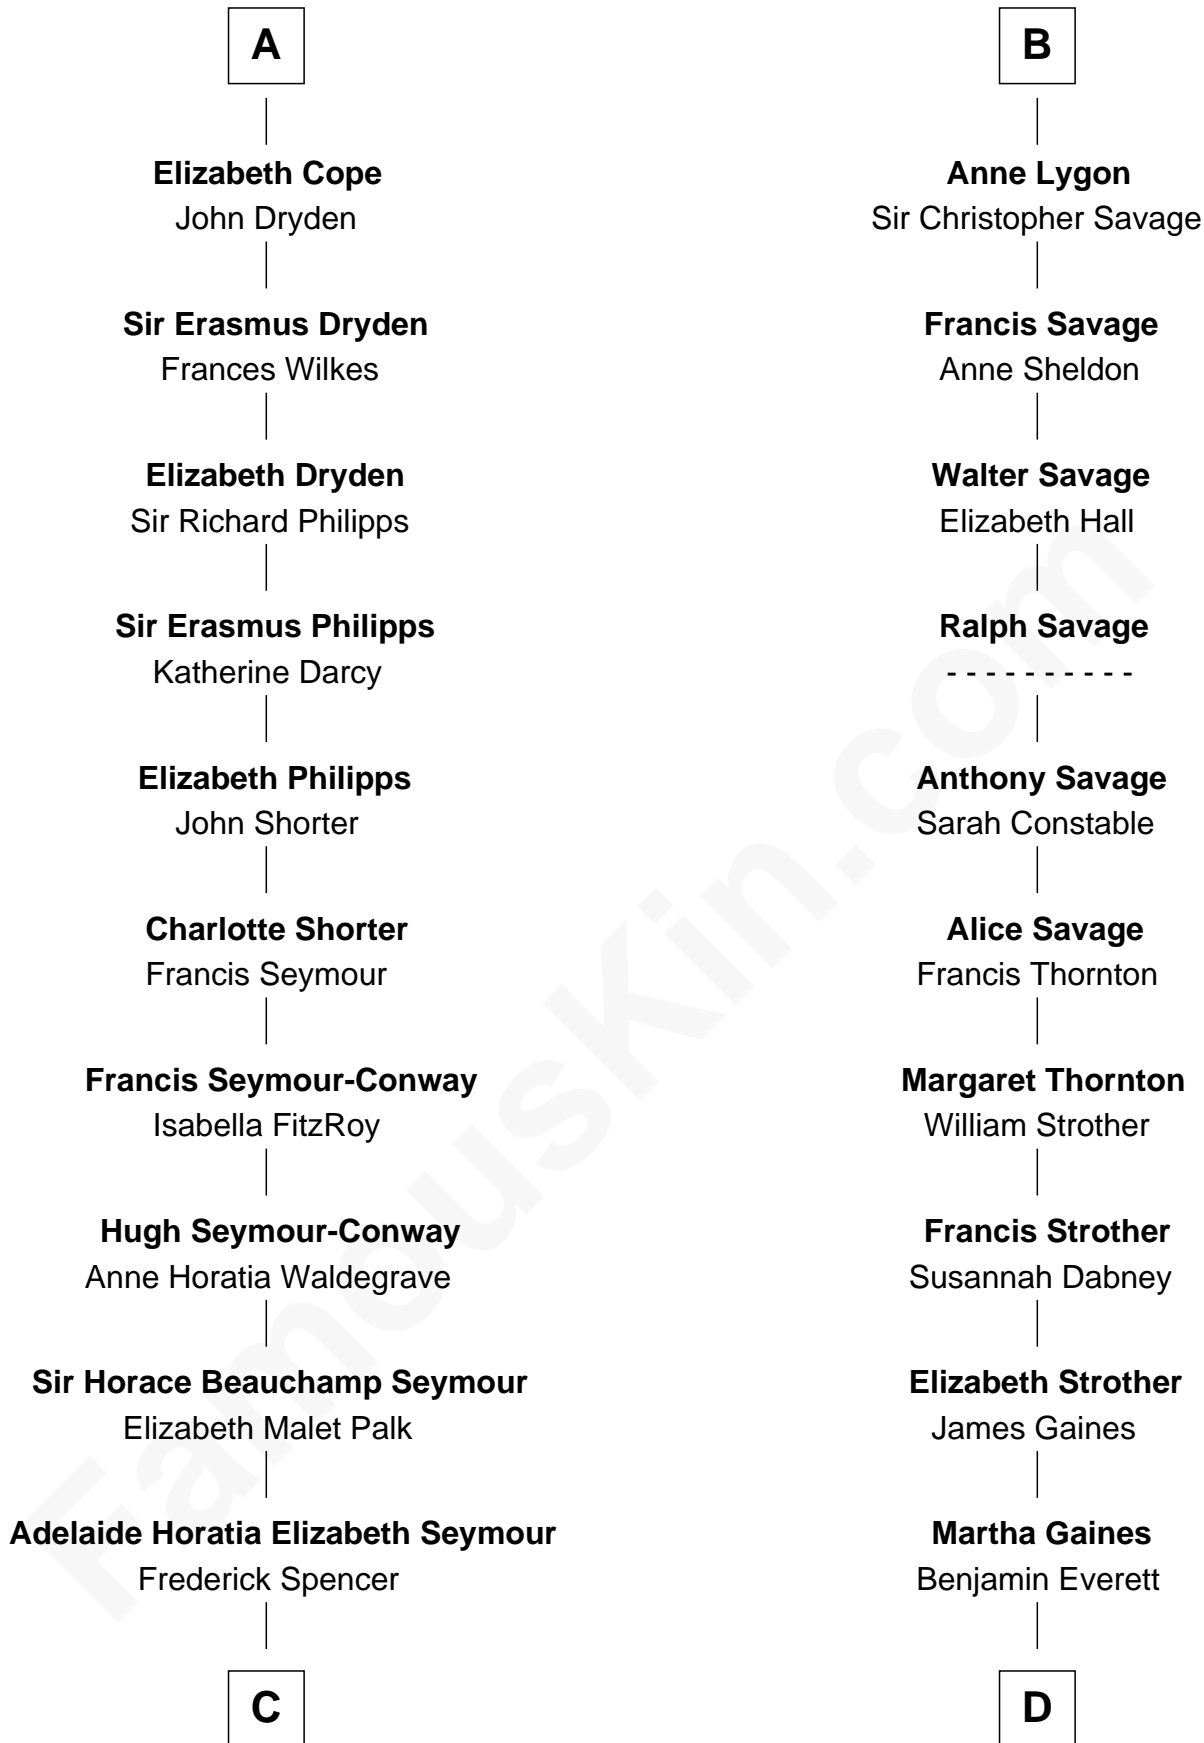 A
Elizabeth Cope
John Dryden
Sir Erasmus Dryden
Frances Wilkes
Elizabeth Dryden
Sir Richard Philipps
Sir Erasmus Philipps
Katherine Darcy
Elizabeth Philipps
John Shorter
Charlotte Shorter
Francis Seymour
Francis Seymour-Conway
Isabella FitzRoy
Hugh Seymour-Conway
Anne Horatia Waldegrave
Sir Horace Beauchamp Seymour
Elizabeth Malet Palk
Adelaide Horatia Elizabeth Seymour
Frederick Spencer
C
B
Anne Lygon
Sir Christopher Savage
Francis Savage
Anne Sheldon
Walter Savage
Elizabeth Hall
Ralph Savage
- - - - - - - - - -
Anthony Savage
Sarah Constable
Alice Savage
Francis Thornton
Margaret Thornton
William Strother
Francis Strother
Susannah Dabney
Elizabeth Strother
James Gaines
Martha Gaines
Benjamin Everett
D
FamousKin.com